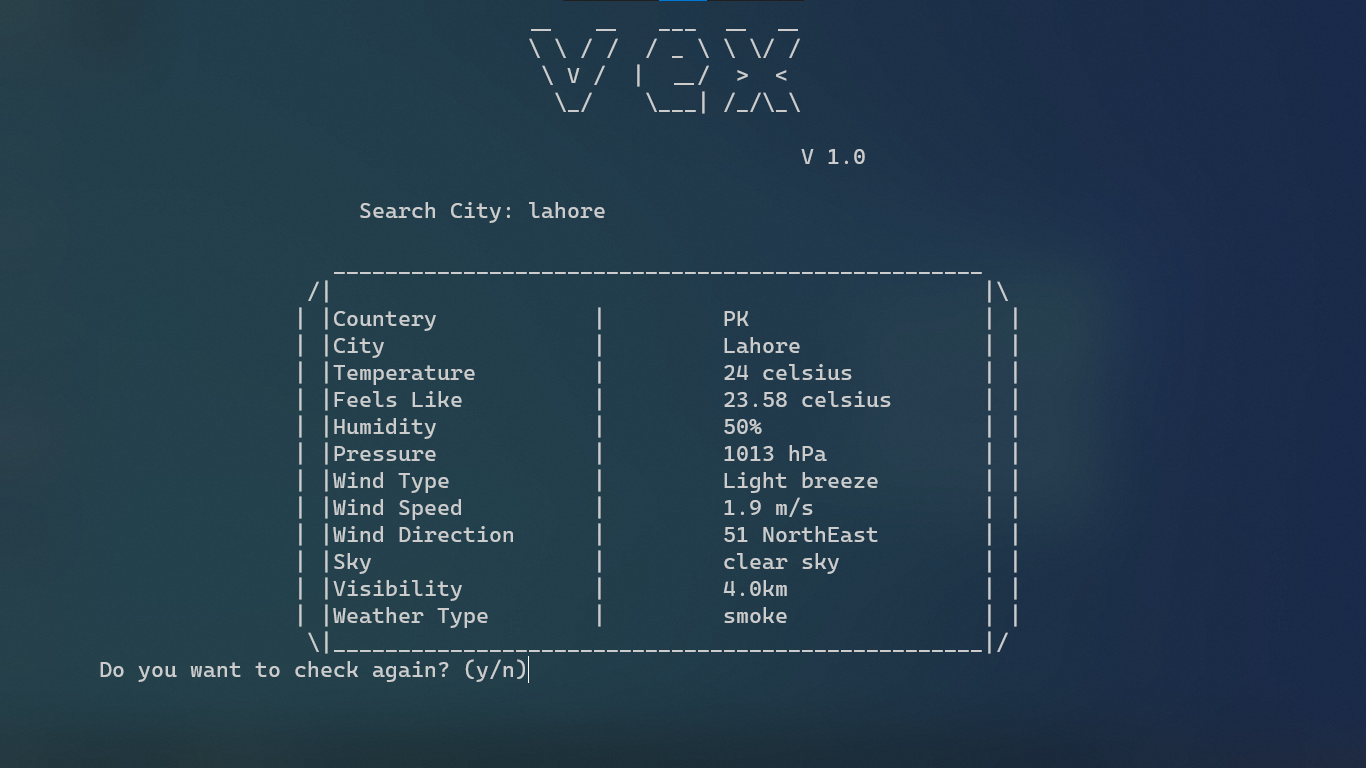 Vex
V 1.0
Search City: lahore
Countery | PK
City | Lahore
Temperature | 24 celsius
Feels Like | 23.58 celsius
Humidity | 50%
Pressure | 1013 hPa
Wind Type | Light breeze
Wind Speed | 1.9 m/s
Wind Direction | 51 NorthEast
Sky | clear sky
Visibility | 4.0km
Weather Type | smoke
Do you want to check again? (y/n)